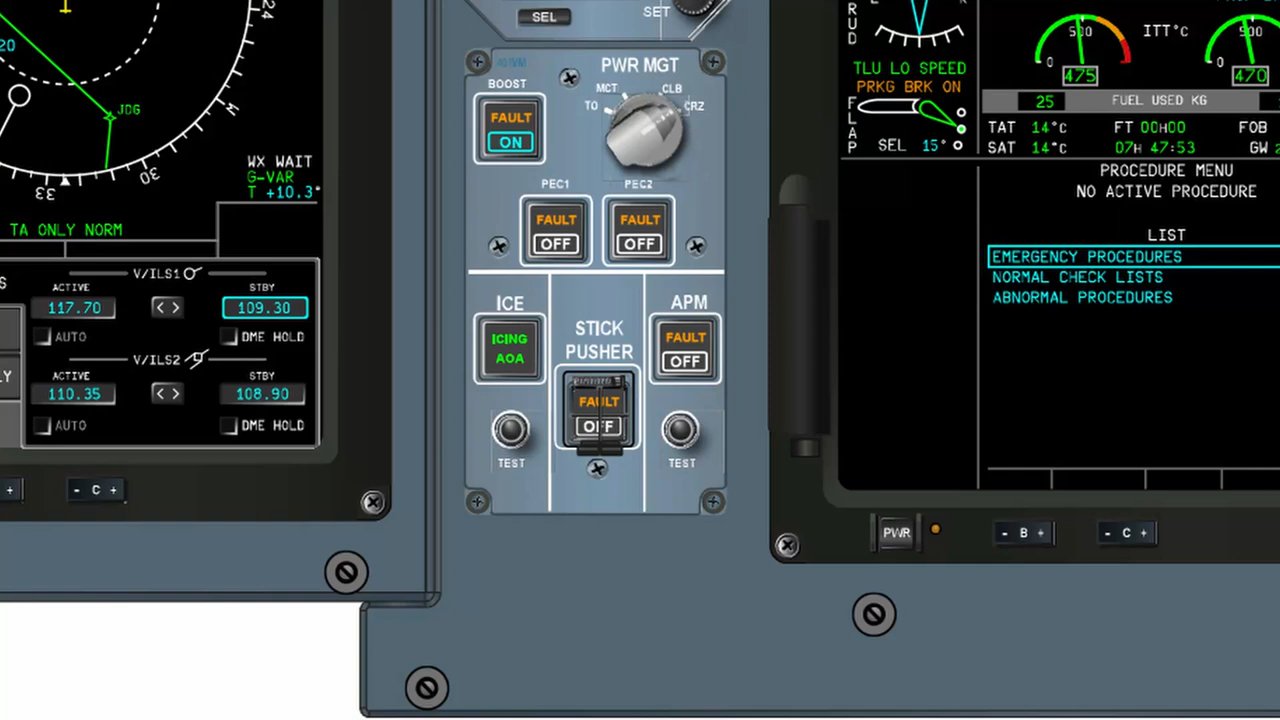 24
20
JDG
W
30
33
WX WAIT
G-VAR
T +10.3°
TA ONLY NORM
V/ILS1
ACTIVE
STBY
117.70
< >
109.30
AUTO
DME HOLD
V/ILS2
ACTIVE
STBY
LY
110.35
< >
108.90
AUTO
DME HOLD
+
- C +
SEL
SET
PWR MGT
BOOST
MCT
CLB
TO
CRZ
FAULT
ON
PEC1
PEC2
FAULT
OFF
FAULT
OFF
ICE
APM
STICK
PUSHER
ICING
AOA
FAULT
OFF
FAULT
OFF
TEST
TEST
RUD
TLU LO SPEED
PRKG BRK ON
FLAP
SEL 15°
500
ITT°C
500
0
475
0
470
25
FUEL USED KG
TAT 14°C
FT 00H00
FOB
SAT 14°C
07H 47:53
GW
PROCEDURE MENU
NO ACTIVE PROCEDURE
LIST
EMERGENCY PROCEDURES
NORMAL CHECK LISTS
ABNORMAL PROCEDURES
PWR
- B +
- C +